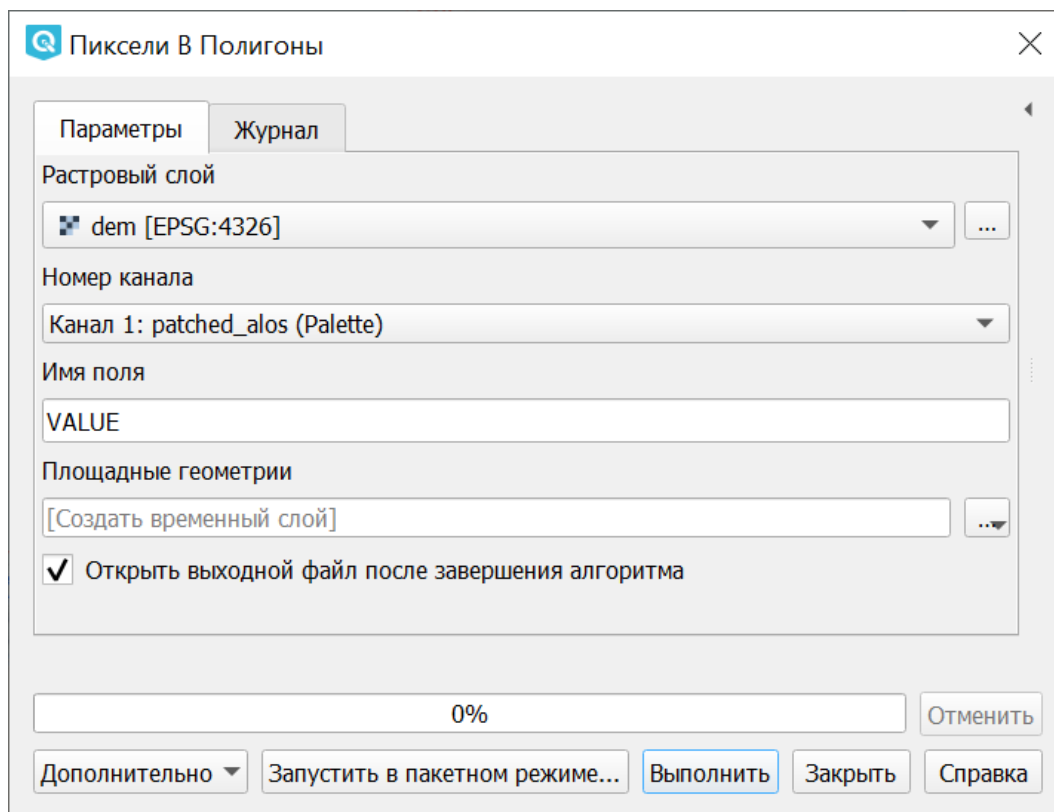 Пиксели В Полигоны
Параметры Журнал
Растровый слой
dem [EPSG:4326] ...
Номер канала
Канал 1: patched_alos (Palette)
Имя поля
VALUE
Площадные геометрии
[Создать временный слой] ...
Открыть выходной файл после завершения алгоритма
0% Отменить
Дополнительно Запустить в пакетном режиме... Выполнить Закрыть Справка